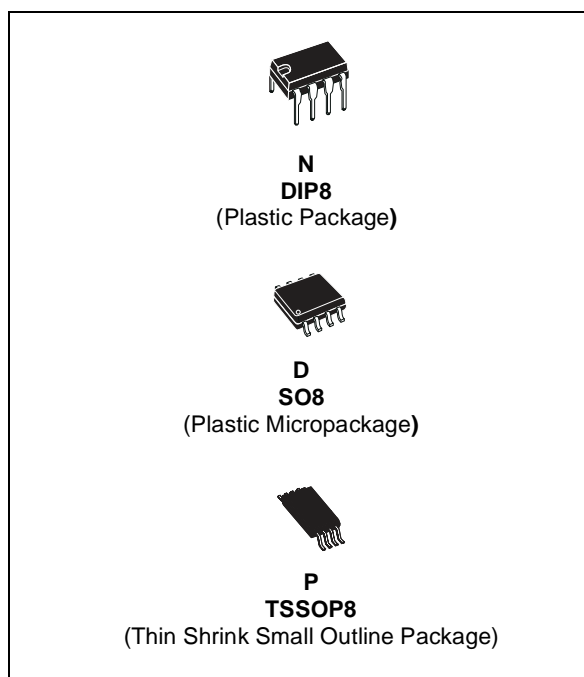 N
DIP8
(Plastic Package)
D
SO8
(Plastic Micropackage)
P
TSSOP8
(Thin Shrink Small Outline Package)